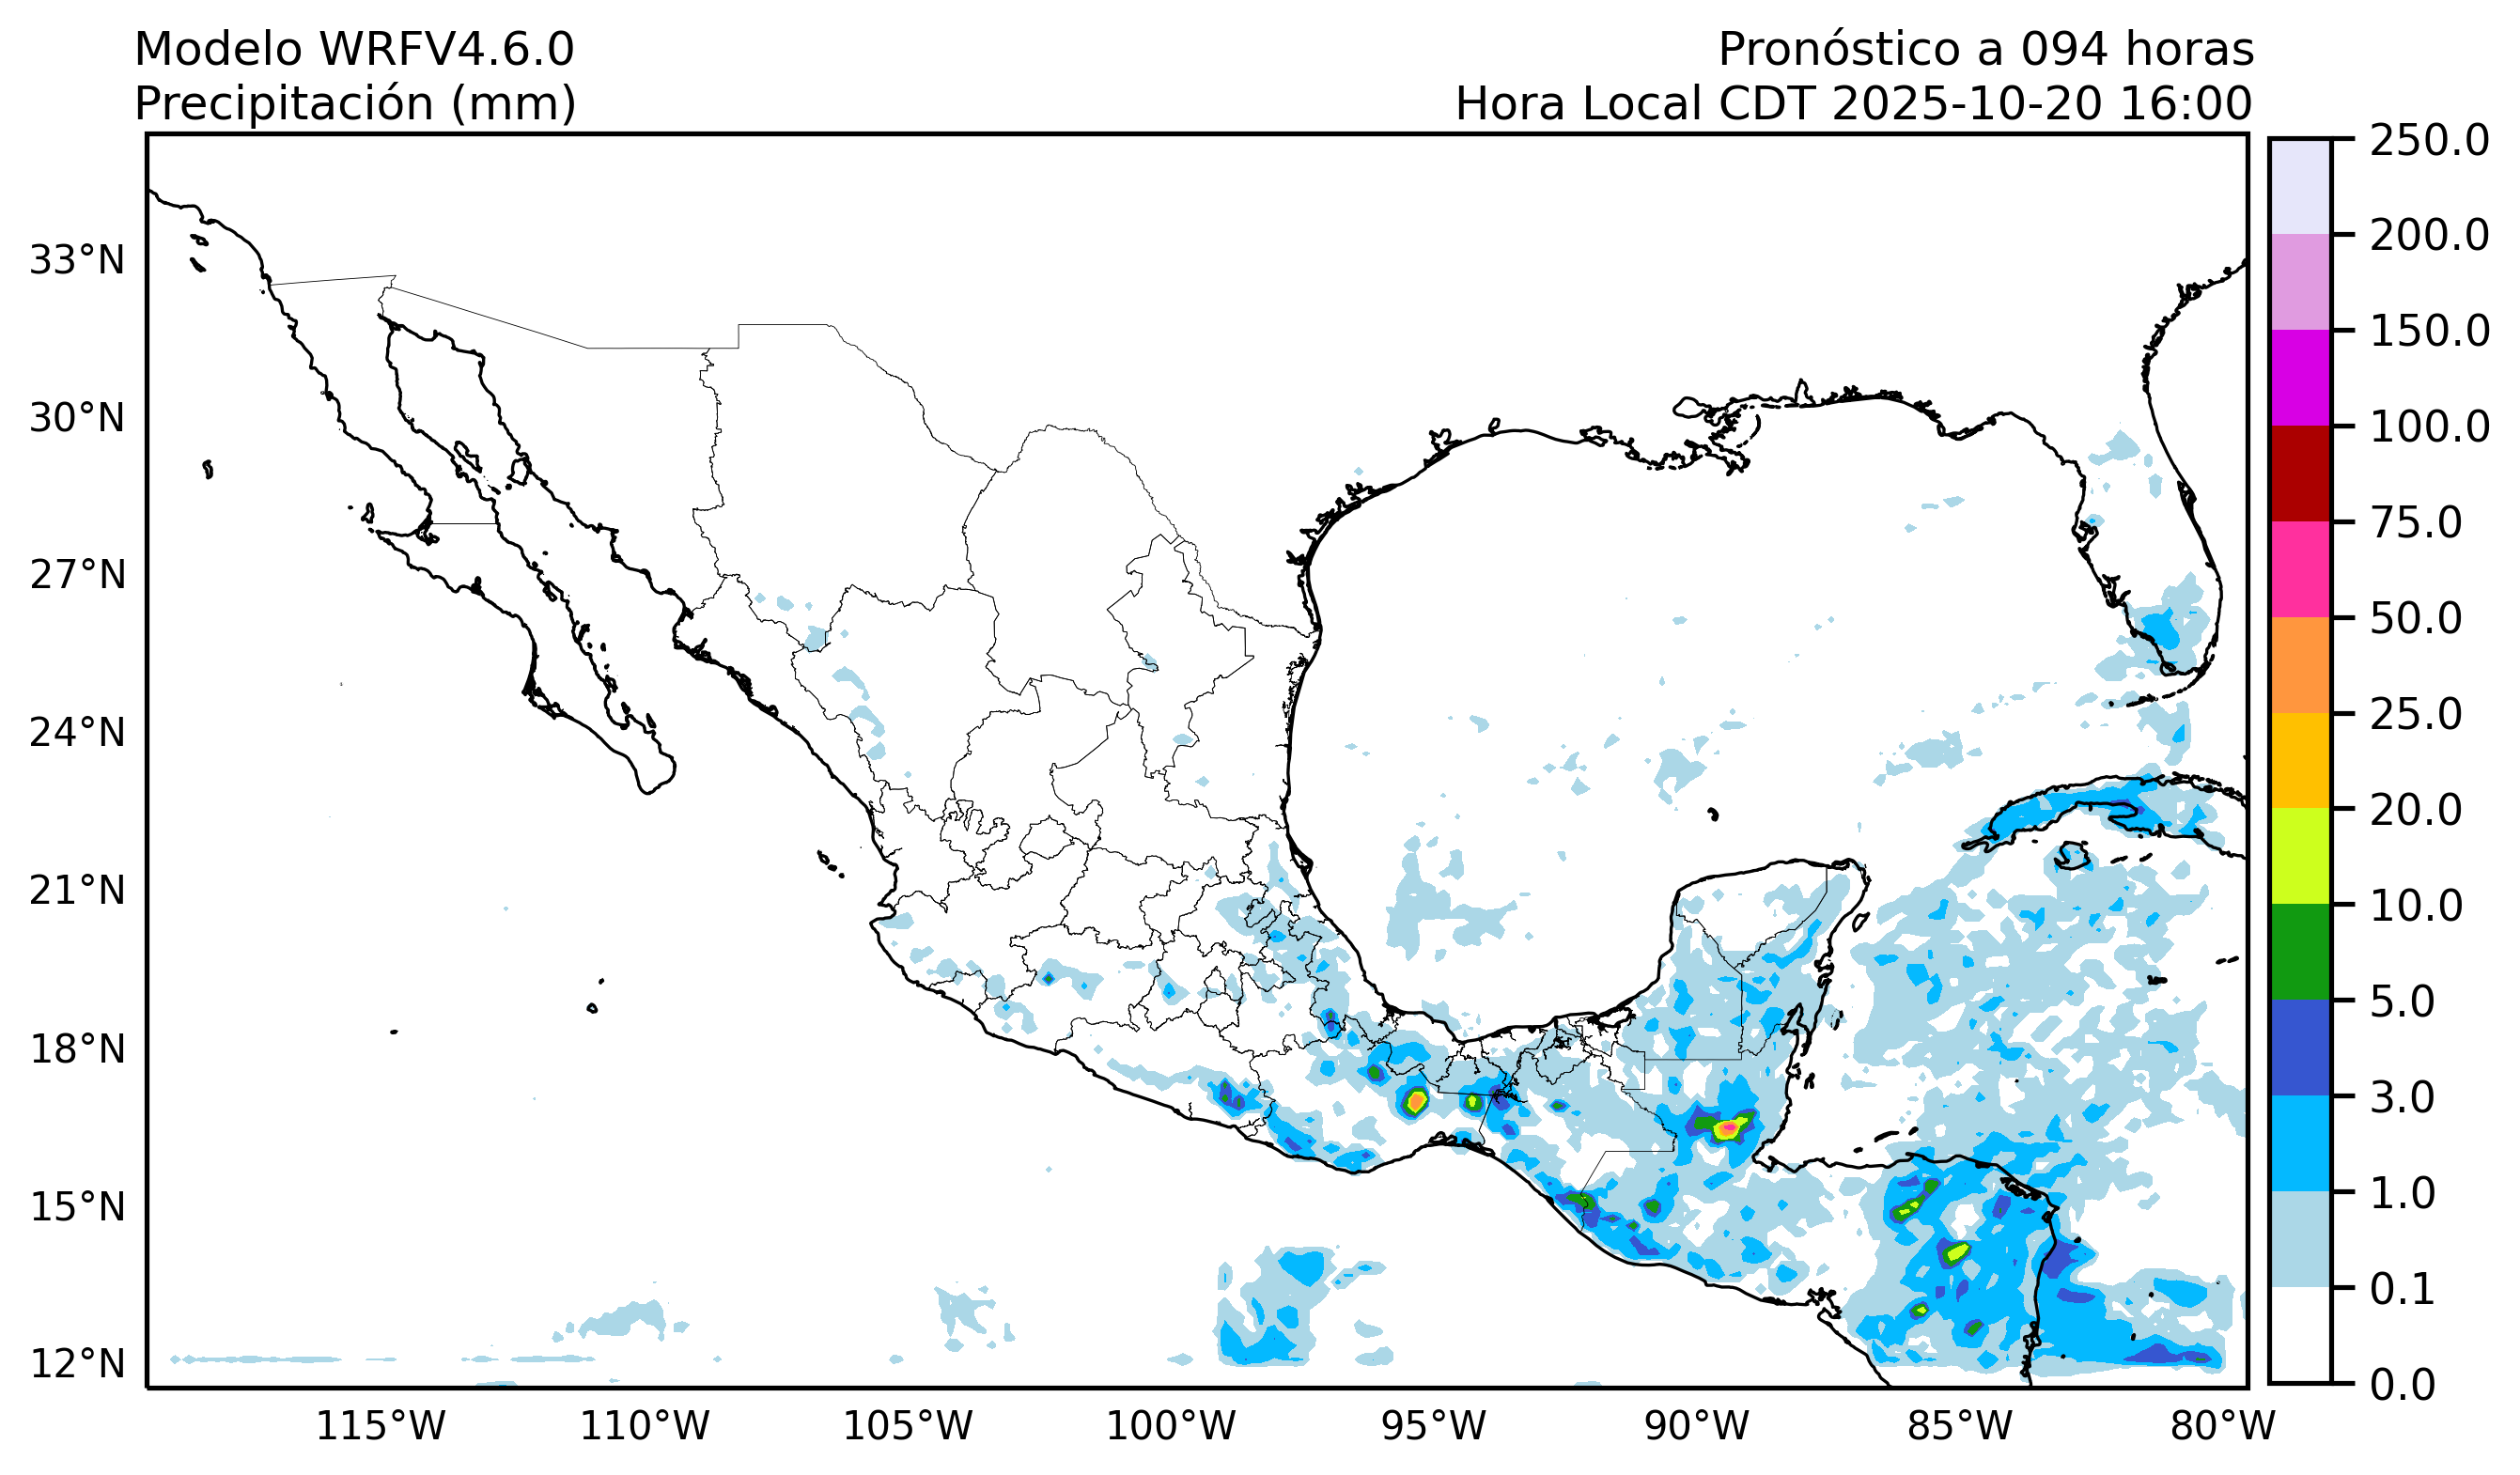 Modelo WRFV4.6.0
Precipitación (mm)
Pronóstico a 094 horas
Hora Local CDT 2025-10-20 16:00
33°N
30°N
27°N
24°N
21°N
18°N
15°N
12°N
115°W
110°W
105°W
100°W
95°W
90°W
85°W
80°W
250.0
200.0
150.0
100.0
75.0
50.0
25.0
20.0
10.0
5.0
3.0
1.0
0.1
0.0